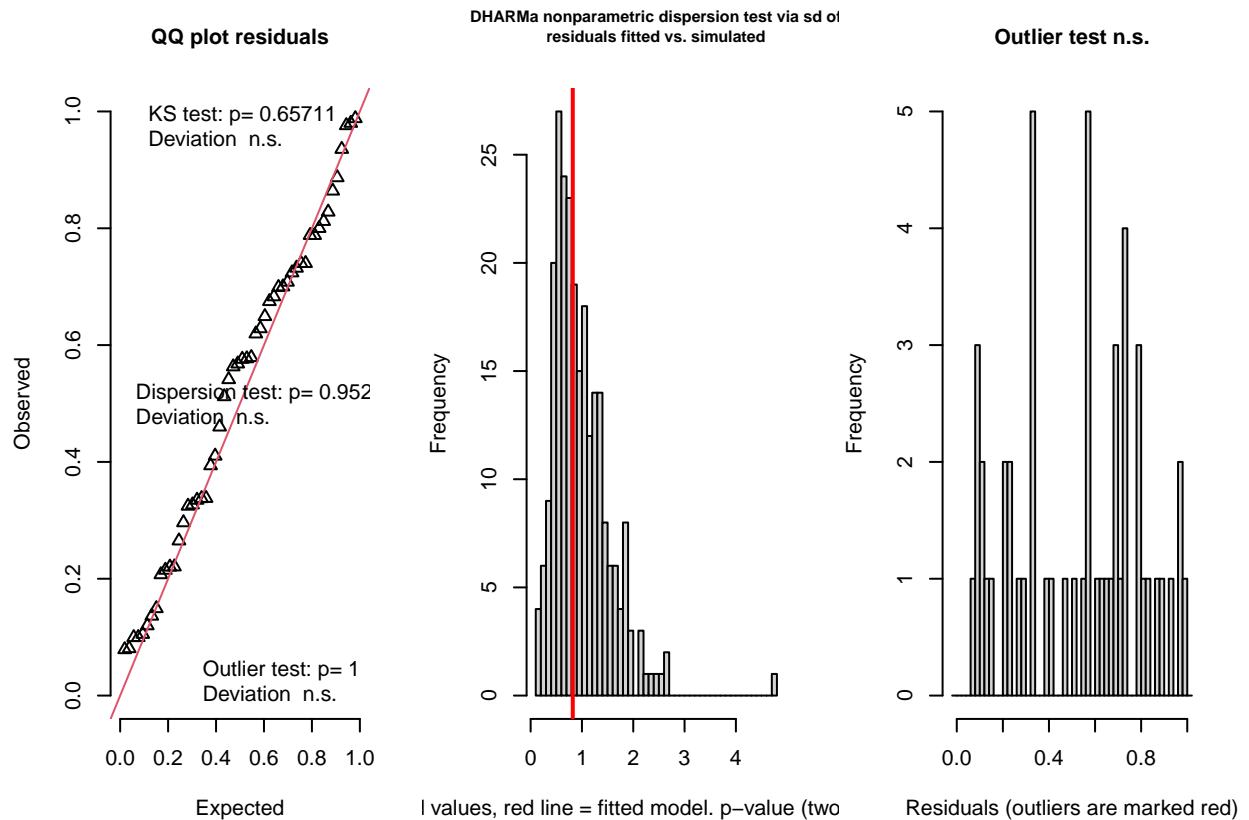 QQ plot residuals
KS test: p= 0.65711
Deviation n.s.
Dispersion test: p= 0.952
Deviation n.s.
Outlier test: p= 1
Deviation n.s.
Observed
0.0 0.2 0.4 0.6 0.8 1.0
0.0 0.2 0.4 0.6 0.8 1.0
Expected
DHARMa nonparametric dispersion test via sd of
residuals fitted vs. simulated
Frequency
0 5 10 15 20 25
0 1 2 3 4
l values, red line = fitted model. p−value (two
Outlier test n.s.
Frequency
0 1 2 3 4 5
0.0 0.4 0.8
Residuals (outliers are marked red)